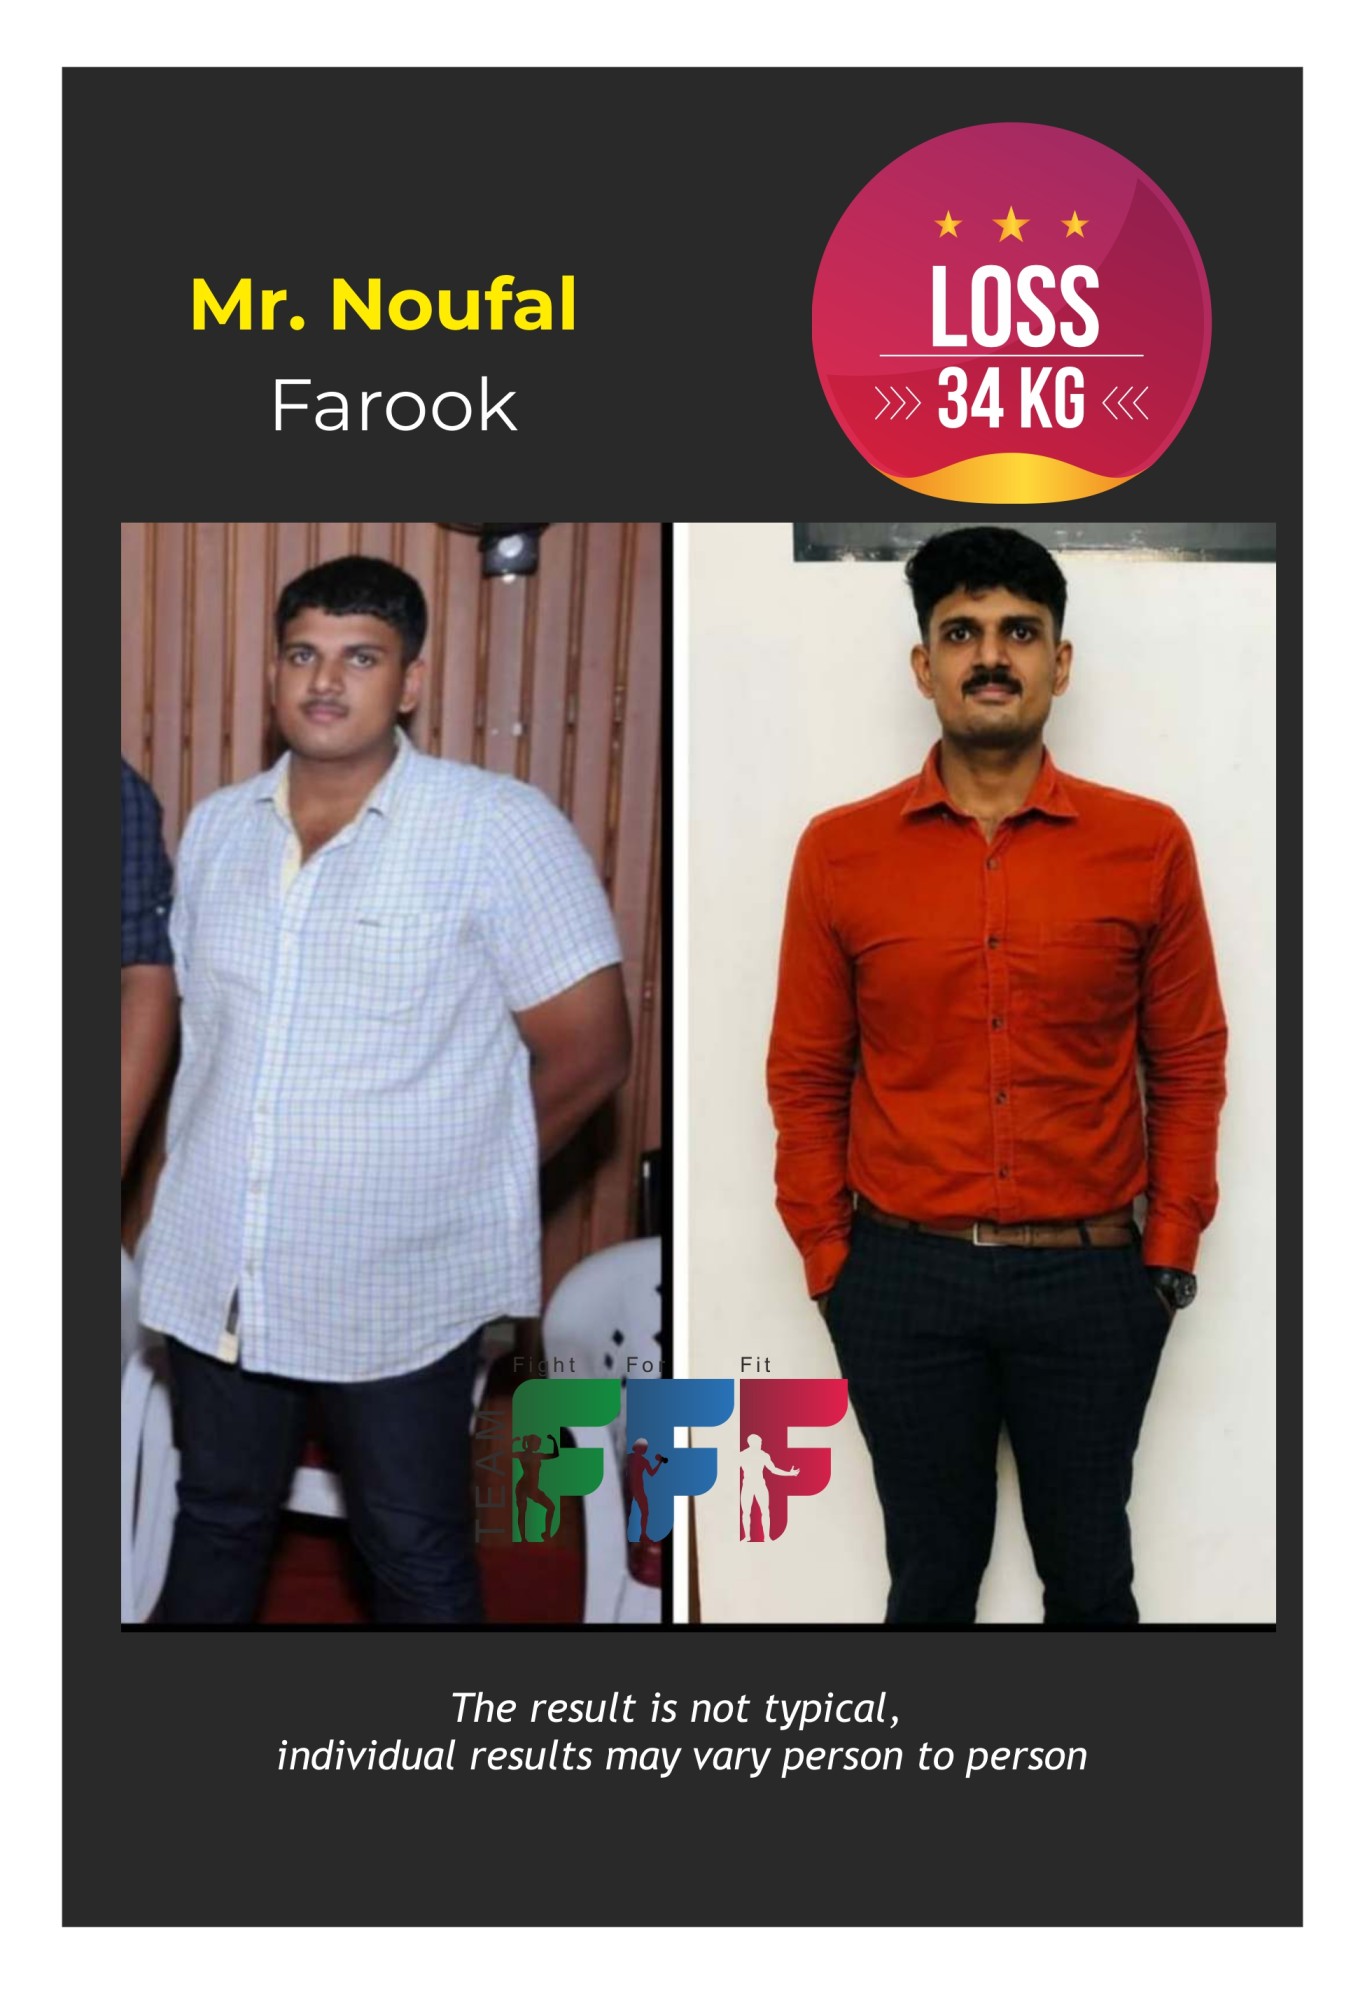 Mr. Noufal
Farook
LOSS
34 KG
Fight For Fit
TEAM
FFF
The result is not typical,
individual results may vary person to person